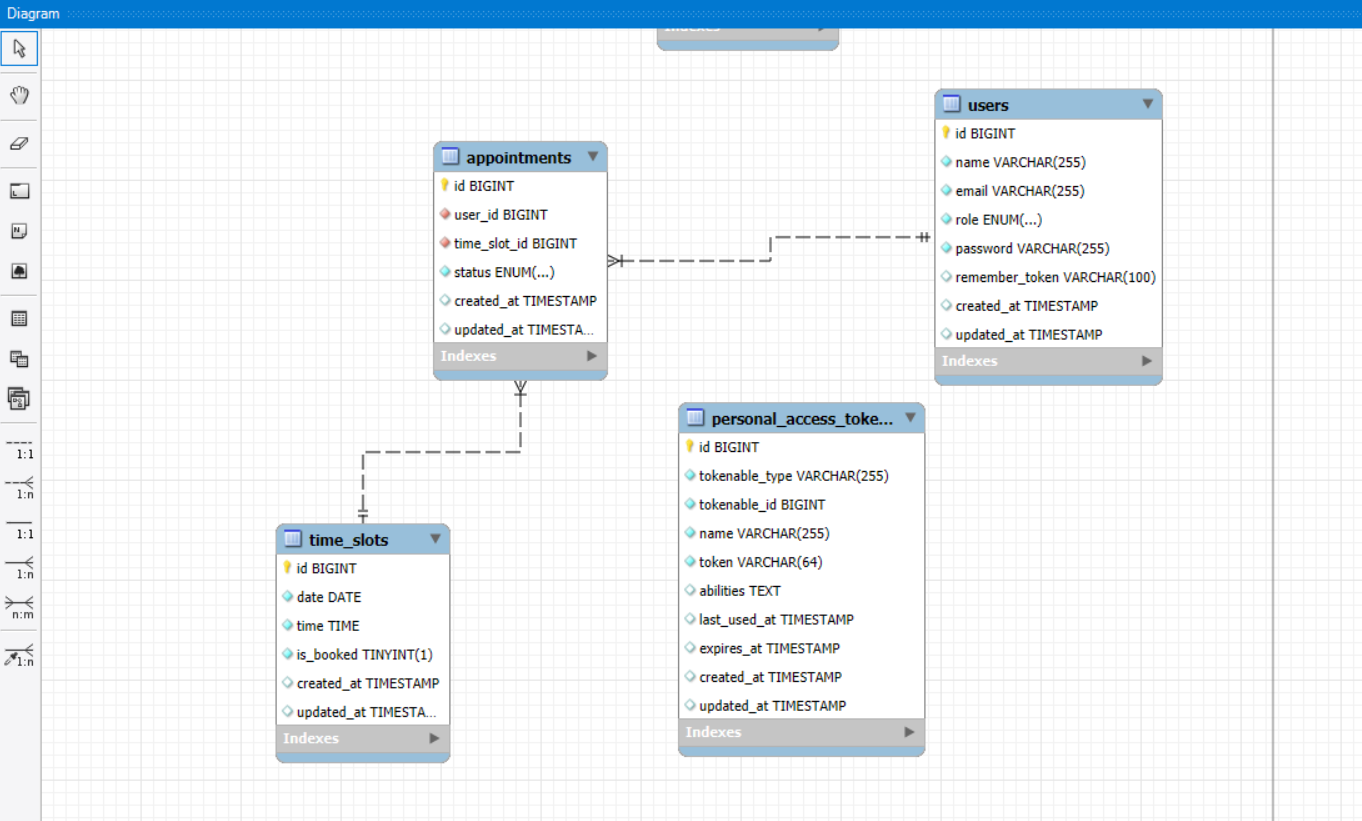 Diagram
Indexes
users
id BIGINT
name VARCHAR(255)
email VARCHAR(255)
role ENUM(...)
password VARCHAR(255)
remember_token VARCHAR(100)
created_at TIMESTAMP
updated_at TIMESTAMP
Indexes
appointments
id BIGINT
user_id BIGINT
time_slot_id BIGINT
status ENUM(...)
created_at TIMESTAMP
updated_at TIMESTA...
Indexes
personal_access_toke...
id BIGINT
tokenable_type VARCHAR(255)
tokenable_id BIGINT
name VARCHAR(255)
token VARCHAR(64)
abilities TEXT
last_used_at TIMESTAMP
expires_at TIMESTAMP
created_at TIMESTAMP
updated_at TIMESTAMP
Indexes
time_slots
id BIGINT
date DATE
time TIME
is_booked TINYINT(1)
created_at TIMESTAMP
updated_at TIMESTA...
Indexes
1:1
1:n
1:1
1:n
n:m
1:n